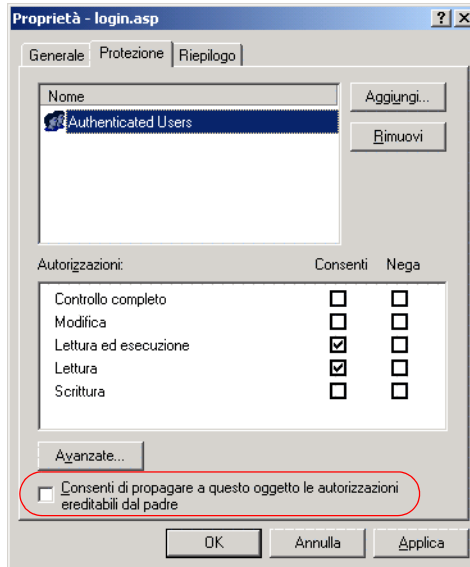 Proprietà - login.asp
Generale Protezione Riepilogo
Nome
Authenticated Users
Aggiungi...
Rimuovi
Autorizzazioni: Consenti Nega
Controllo completo
Modifica
Lettura ed esecuzione
Lettura
Scrittura
Avanzate...
Consenti di propagare a questo oggetto le autorizzazioni
ereditabili dal padre
OK Annulla Applica